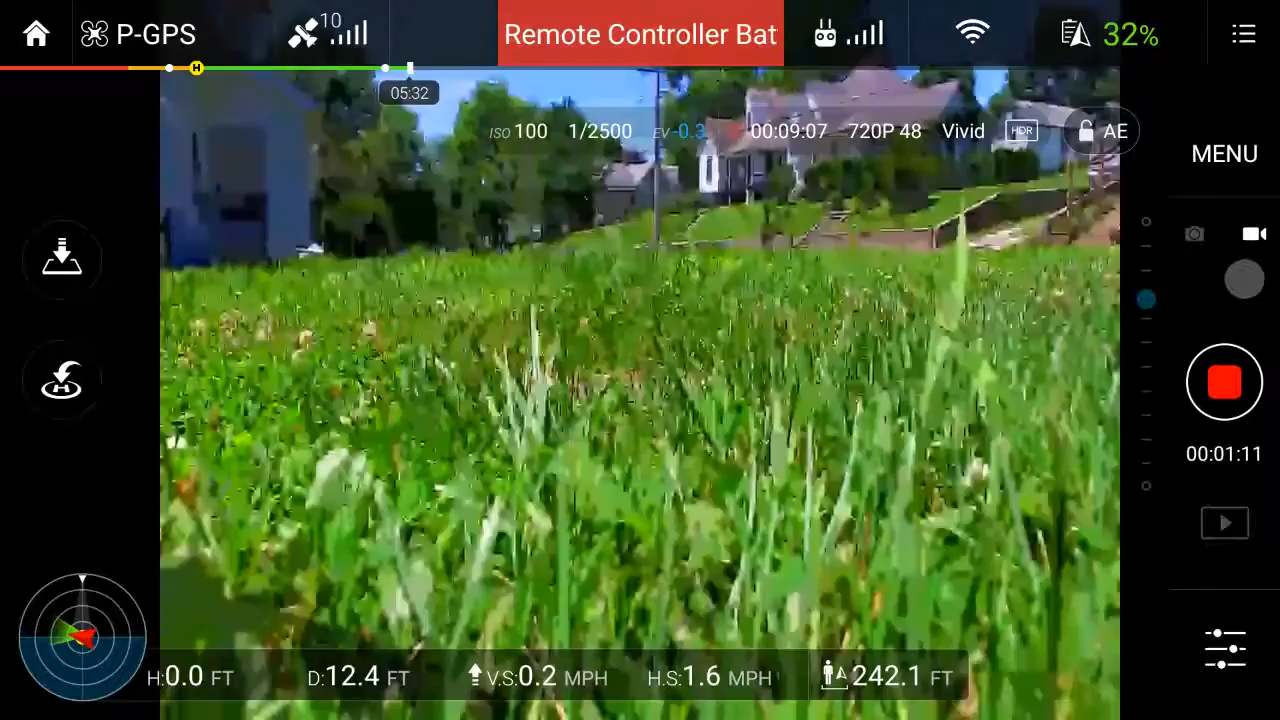 P-GPS 10 Remote Controller Bat 32%
H
05:32
ISO 100 1/2500 EV -0.3 00:09:07 720P 48 Vivid HDR AE
MENU
H
00:01:11
H:0.0 FT D:12.4 FT V.S:0.2 MPH H.S:1.6 MPH 242.1 FT